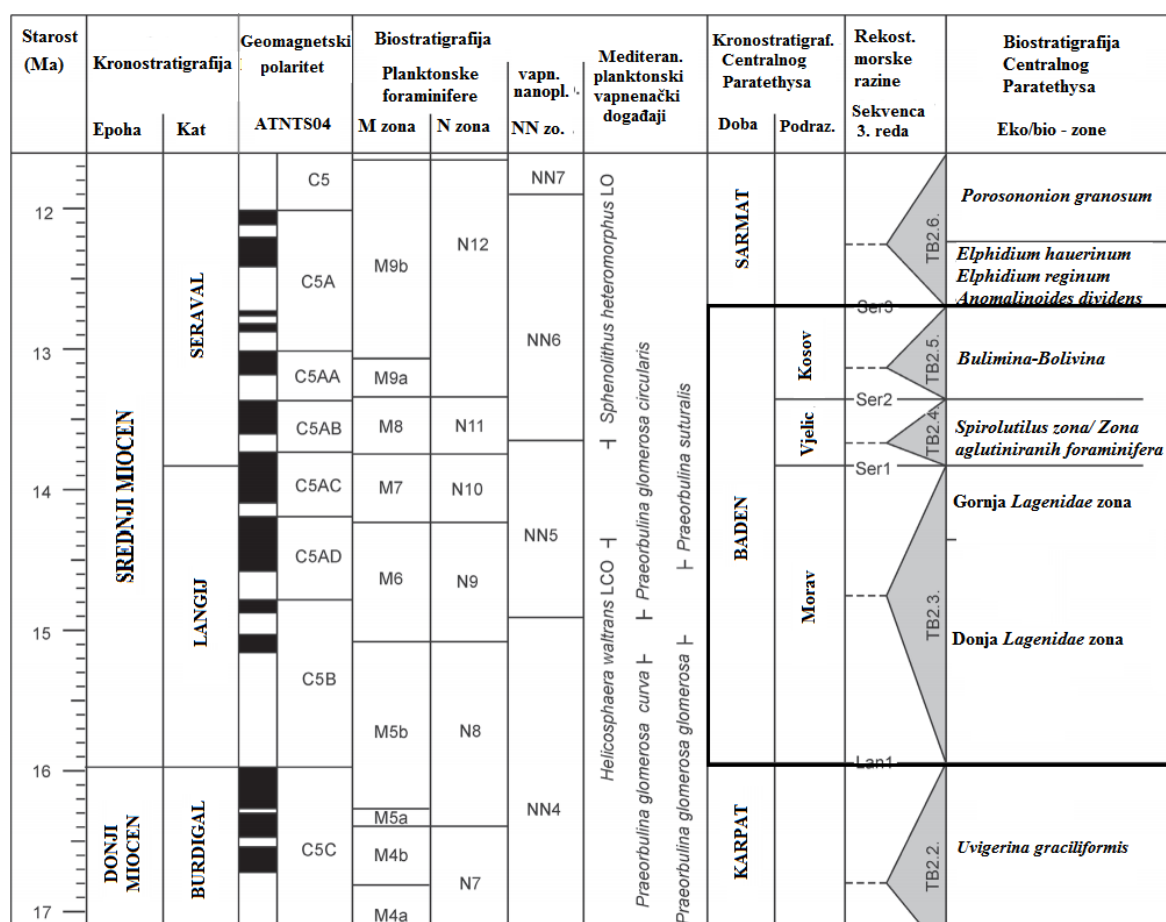 Starost
(Ma)
Kronostratigrafija
Epoha
Kat
Geomagnetski
polaritet
ATNTS04
Biostratigrafija
Planktonske
foraminifere
M zona
N zona
vapn.
nanopl.
NN zo.
Mediteran.
planktonski
vapnenački
događaji
Kronostratigraf.
Centralnog
Paratethysa
Doba
Podraz.
Rekost.
morske
razine
Sekvenca
3. reda
Biostratigrafija
Centralnog
Paratethysa
Eko/bio - zone
12
13
14
15
16
17
SREDNJI MIOCEN
DONJI
MIOCEN
SERAVAL
LANGIJ
BURDIGAL
C5
C5A
C5AA
C5AB
C5AC
C5AD
C5B
C5C
M9b
M9a
M8
M7
M6
M5b
M5a
M4b
M4a
N12
N11
N10
N9
N8
N7
NN7
NN6
NN5
NN4
Sphenolithus heteromorphus LO
Helicosphaera waltrans LCO
Praeorbulina glomerosa circularis
Praeorbulina glomerosa curva
Praeorbulina suturalis
Praeorbulina glomerosa glomerosa
SARMAT
BADEN
KARPAT
Kosov
Vjelic
Morav
Ser3
Ser2
Ser1
Lan1
TB2.6.
TB2.5.
TB2.4.
TB2.3.
TB2.2.
Porosononion granosum
Elphidium hauerinum
Elphidium reginum
Anomalinoides dividens
Bulimina-Bolivina
Spirolutilus zona/ Zona
aglutiniranih foraminifera
Gornja Lagenidae zona
Donja Lagenidae zona
Uvigerina graciliformis